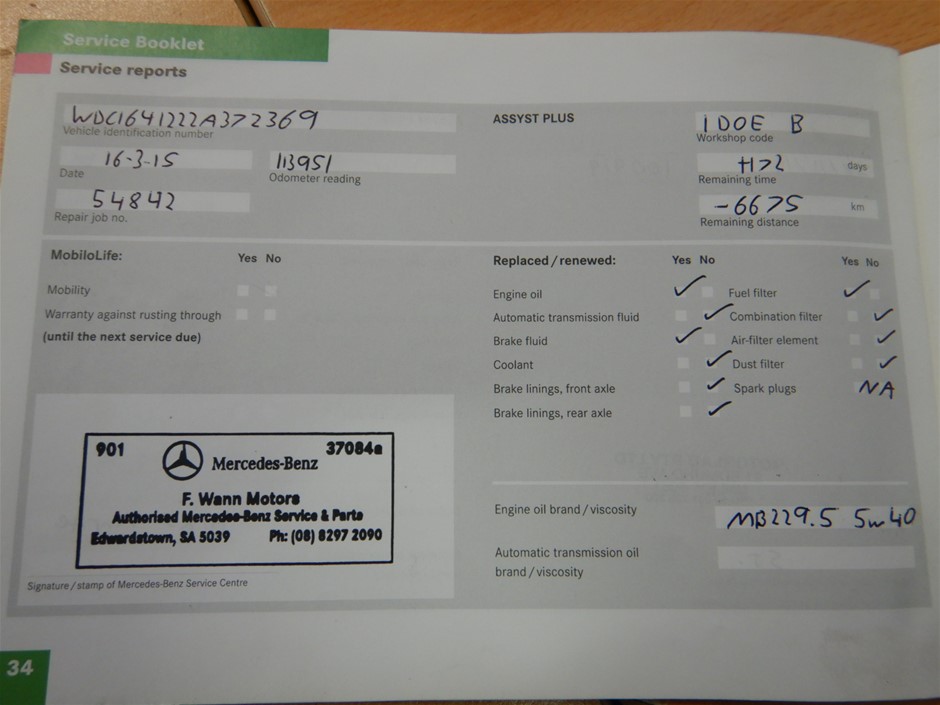 Service Booklet
Service reports
WDC1641222A372369
Vehicle identification number
16-3-15
Date
113951
Odometer reading
54842
Repair job no.
ASSYST PLUS
1DOE B
Workshop code
days
Remaining time
-6675 km
Remaining distance
MobiloLife: Yes No
Mobility
Warranty against rusting through
(until the next service due)
Replaced / renewed: Yes No Yes No
Engine oil Fuel filter
Automatic transmission fluid Combination filter
Brake fluid Air-filter element
Coolant Dust filter
Brake linings, front axle Spark plugs NA
Brake linings, rear axle
901 37084a
Mercedes-Benz
F. Wann Motors
Authorised Mercedes-Benz Service & Parts
Edwardstown, SA 5039 Ph: (08) 8297 2090
Signature / stamp of Mercedes-Benz Service Centre
Engine oil brand / viscosity MB229.5 5w40
Automatic transmission oil
brand / viscosity
34